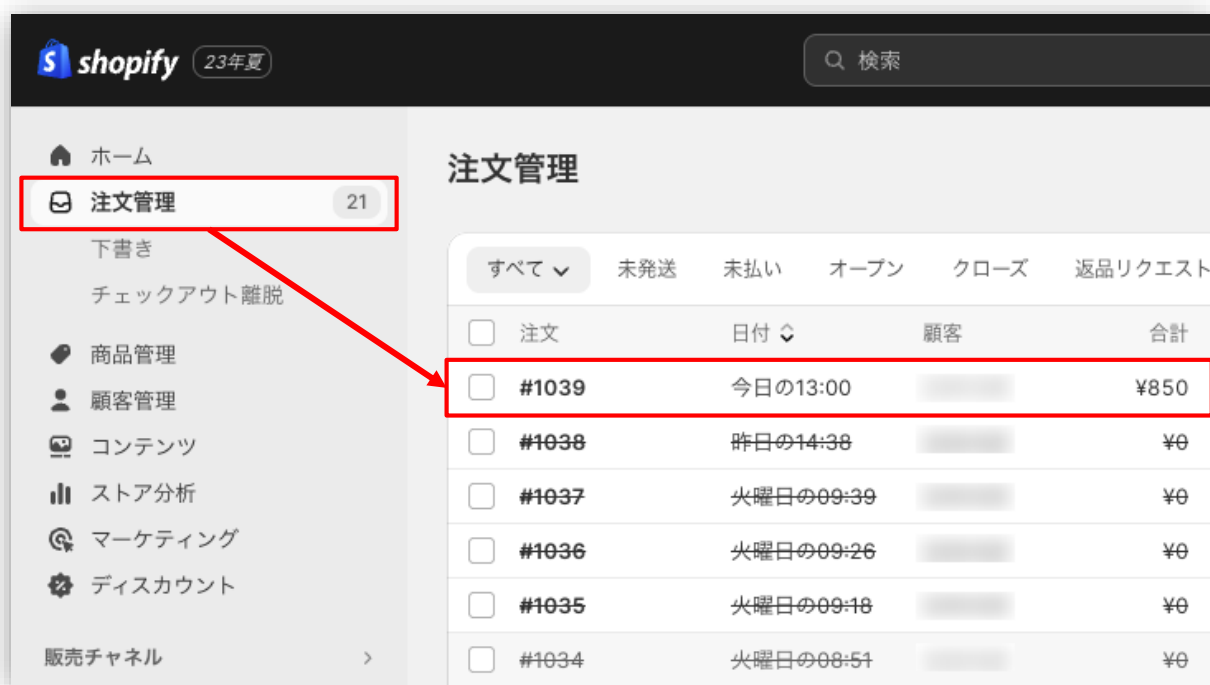 shopify 23年夏 検索
ホーム
注文管理 21
下書き
チェックアウト離脱
商品管理
顧客管理
コンテンツ
ストア分析
マーケティング
ディスカウント
販売チャネル
注文管理
すべて 未発送 未払い オープン クローズ 返品リクエスト
注文 日付 顧客 合計
#1039 今日の13:00 ¥850
#1038 昨日の14:38 ¥0
#1037 火曜日の09:39 ¥0
#1036 火曜日の09:26 ¥0
#1035 火曜日の09:18 ¥0
#1034 火曜日の08:51 ¥0